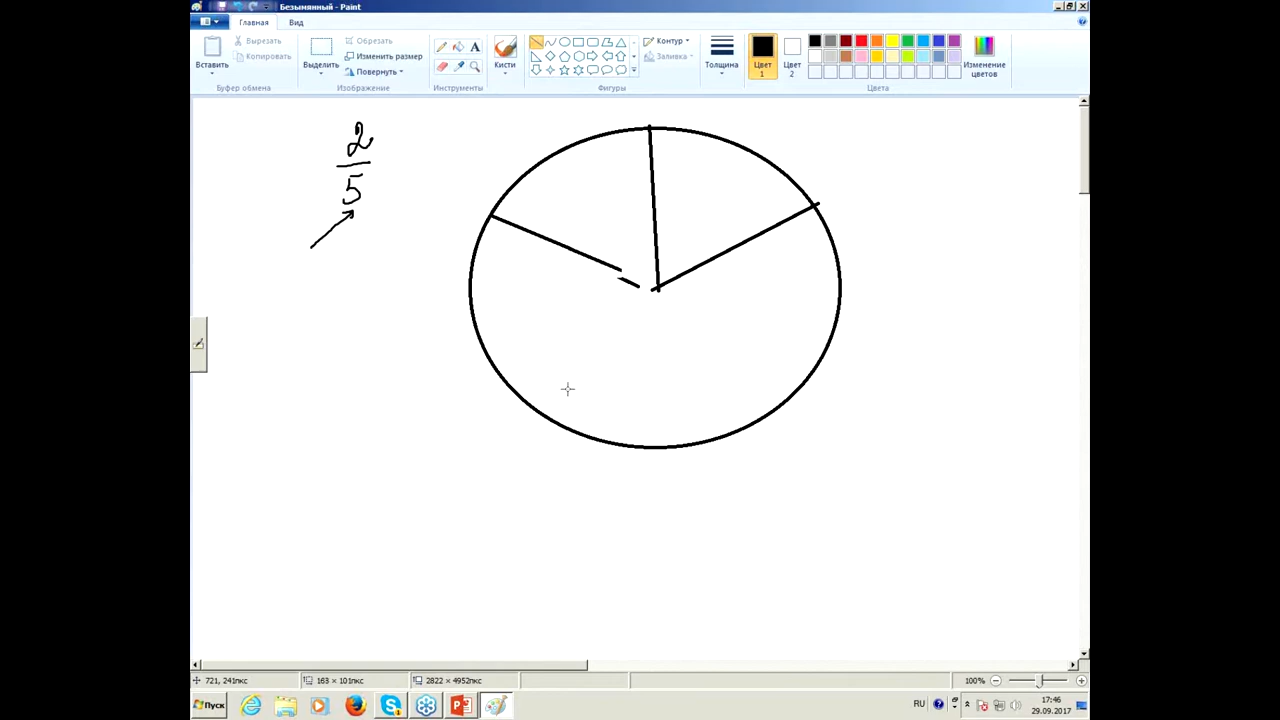 Безымянный - Paint
Главная Вид
Вставить
Вырезать
Копировать
Буфер обмена
Выделить
Обрезать
Изменить размер
Повернуть
Изображение
A
Инструменты
Кисти
Контур
Заливка
Фигуры
Толщина
Цвет 1
Цвет 2
Изменение цветов
Цвета
2
5
721, 241пкс 163 × 101пкс 2822 × 4952пкс 100%
Пуск RU 17:46
29.09.2017